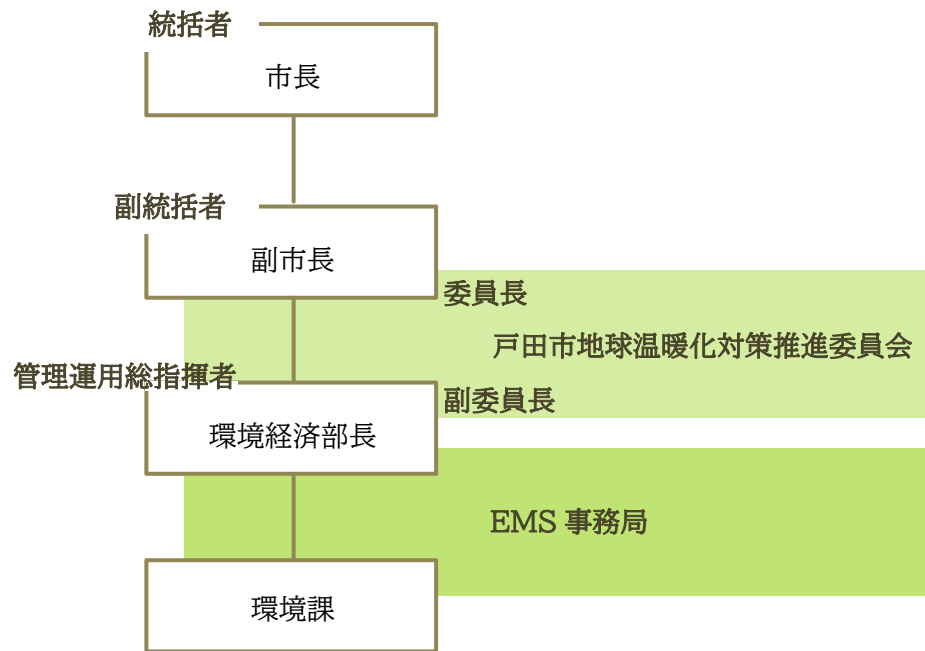 統括者
市長
副統括者
副市長
委員長
戸田市地球温暖化対策推進委員会
管理運用総指揮者
副委員長
環境経済部長
EMS 事務局
環境課